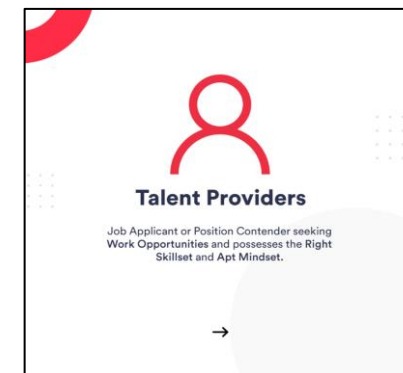 Talent Providers
Job Applicant or Position Contender seeking
Work Opportunities and possesses the Right
Skillset and Apt Mindset.